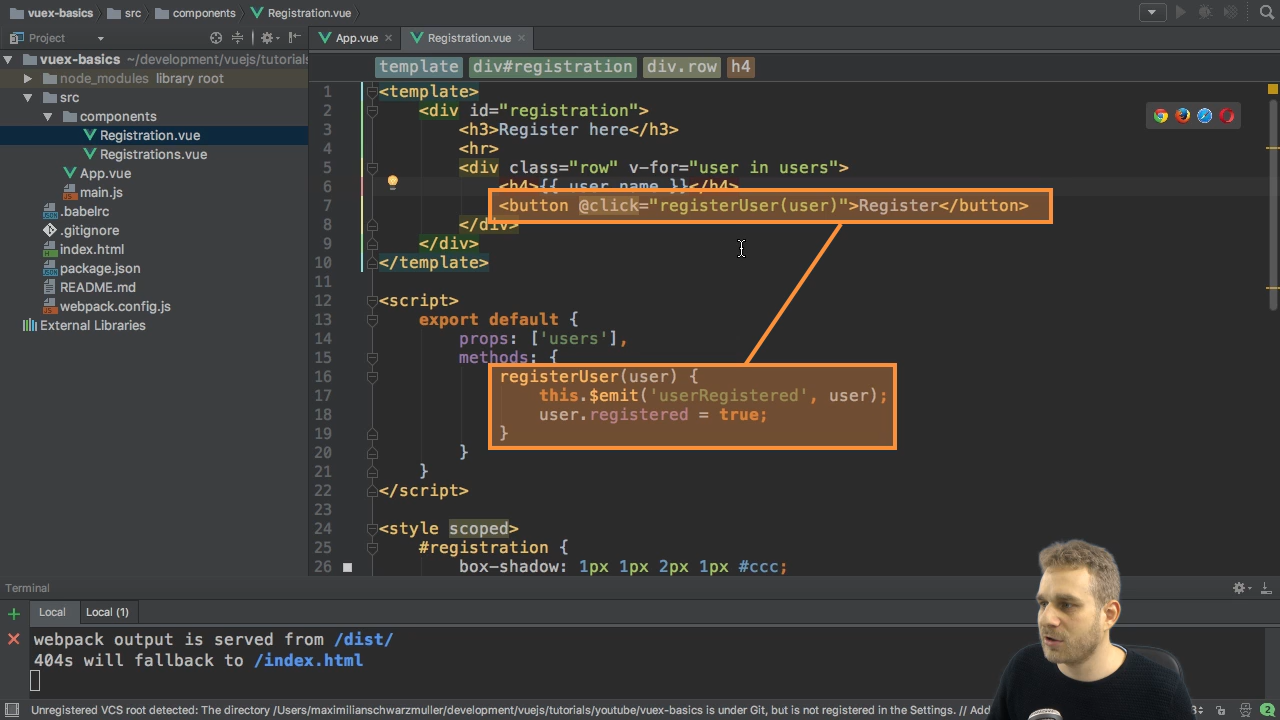 vuex-basics src components Registration.vue
Project
App.vue Registration.vue
vuex-basics ~/development/vuejs/tutorials
node_modules library root
src
components
Registration.vue
Registrations.vue
App.vue
main.js
.babelrc
.gitignore
index.html
package.json
README.md
webpack.config.js
External Libraries
template div#registration div.row h4
1 <template>
2 <div id="registration">
3 <h3>Register here</h3>
4 <hr>
5 <div class="row" v-for="user in users">
6 <h4>{{ user.name }}</h4>
7 <button @click="registerUser(user)">Register</button>
8 </div>
9 </div>
10 </template>
11
12 <script>
13 export default {
14 props: ['users'],
15 methods: {
16 registerUser(user) {
17 this.$emit('userRegistered', user);
18 user.registered = true;
19 }
20 }
21 }
22 </script>
23
24 <style scoped>
25 #registration {
26 box-shadow: 1px 1px 2px 1px #ccc;
Terminal
Local Local (1)
webpack output is served from /dist/
404s will fallback to /index.html
Unregistered VCS root detected: The directory /Users/maximilianschwarzmuller/development/vuejs/tutorials/youtube/vuex-basics is under Git, but is not registered in the Settings. // Add
2